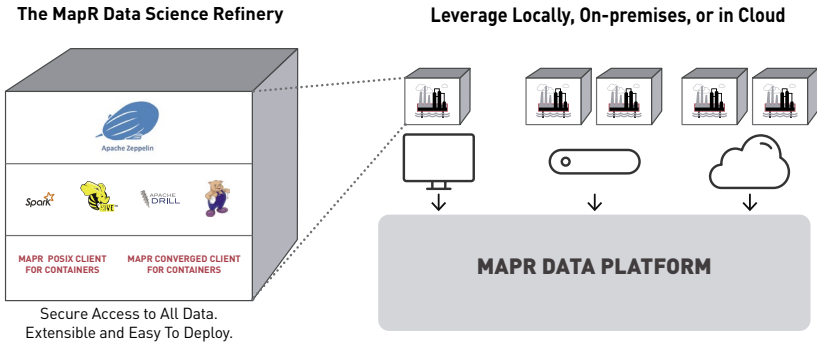 The MapR Data Science Refinery
Leverage Locally, On-premises, or in Cloud
Apache Zeppelin
Spark
HIVE
APACHE
DRILL
MAPR POSIX CLIENT
FOR CONTAINERS
MAPR CONVERGED CLIENT
FOR CONTAINERS
MAPR DATA PLATFORM
Secure Access to All Data.
Extensible and Easy To Deploy.